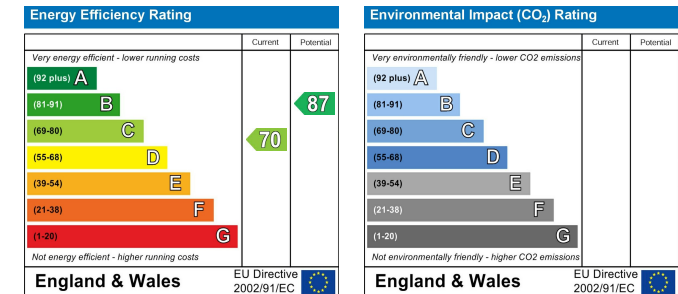 Energy Efficiency Rating
Current Potential
Very energy efficient - lower running costs
(92 plus) A
(81-91) B
87
(69-80) C
70
(55-68) D
(39-54) E
(21-38) F
(1-20) G
Not energy efficient - higher running costs
England & Wales
EU Directive
2002/91/EC
Environmental Impact (CO₂) Rating
Current Potential
Very environmentally friendly - lower CO2 emissions
(92 plus) A
(81-91) B
(69-80) C
(55-68) D
(39-54) E
(21-38) F
(1-20) G
Not environmentally friendly - higher CO2 emissions
England & Wales
EU Directive
2002/91/EC